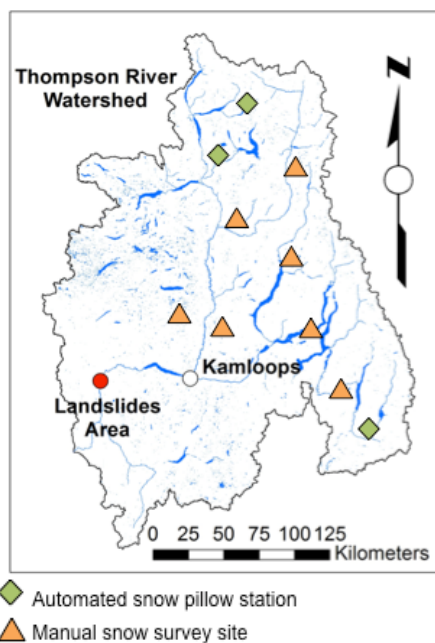 Thompson River
Watershed
N
Kamloops
Landslides
Area
0 25 50 75 100 125
Kilometers
Automated snow pillow station
Manual snow survey site